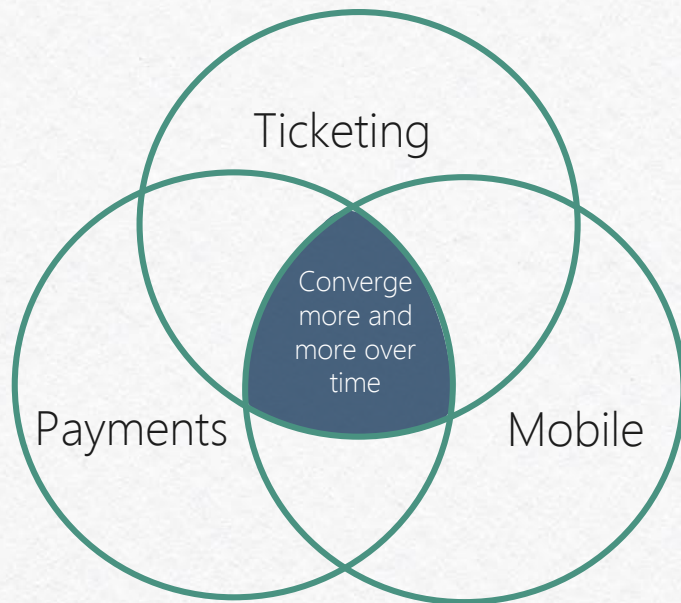 Ticketing
Converge
more and
more over
time
Payments
Mobile